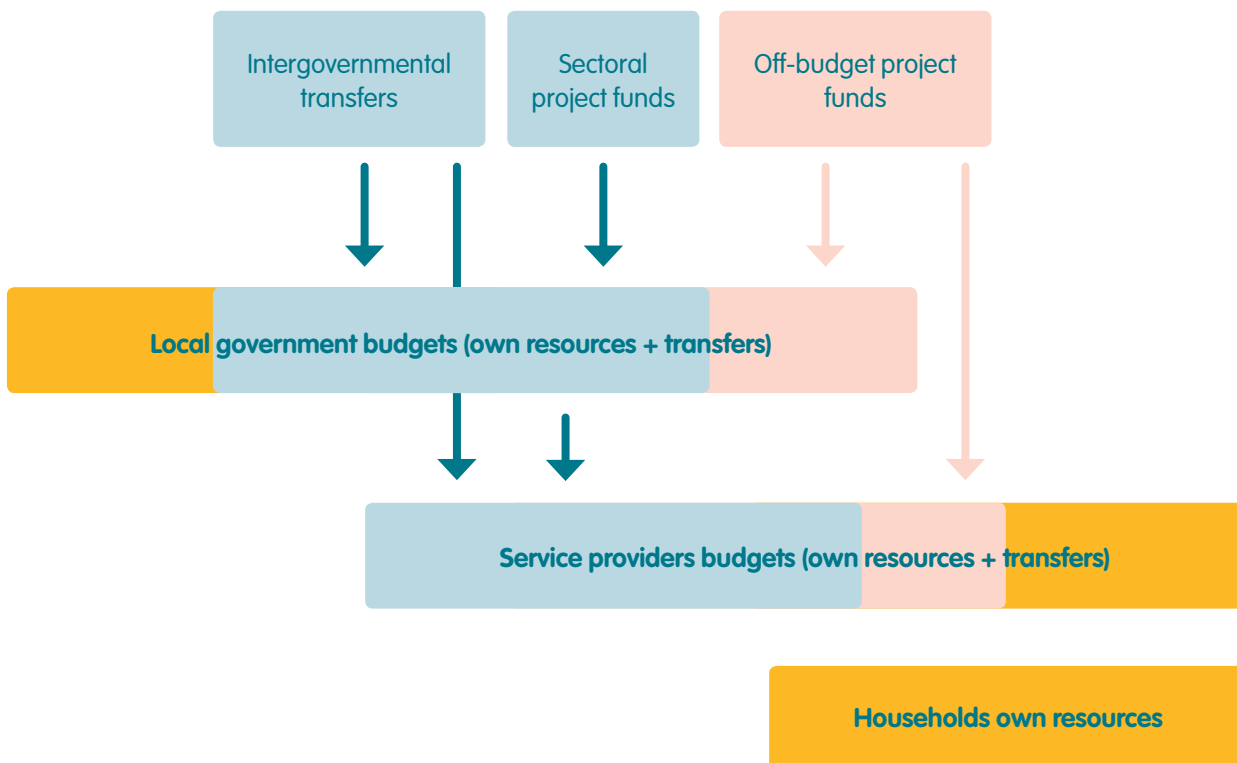 Intergovernmental
transfers
Sectoral
project funds
Off-budget project
funds
Local government budgets (own resources + transfers)
Service providers budgets (own resources + transfers)
Households own resources